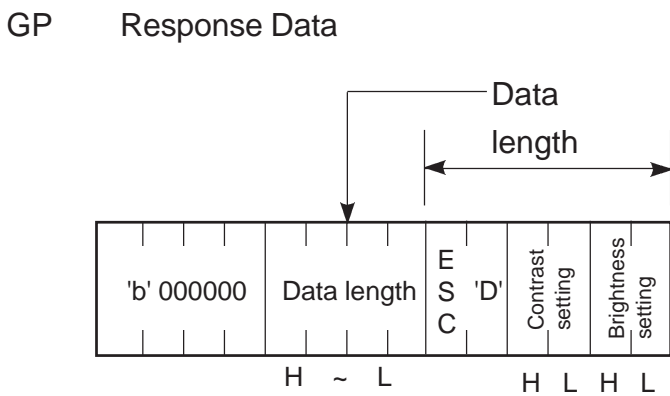 GP Response Data
Data
length
'b' 000000
Data length
E
S
C
'D'
Contrast
setting
Brightness
setting
H ~ L
H L H L